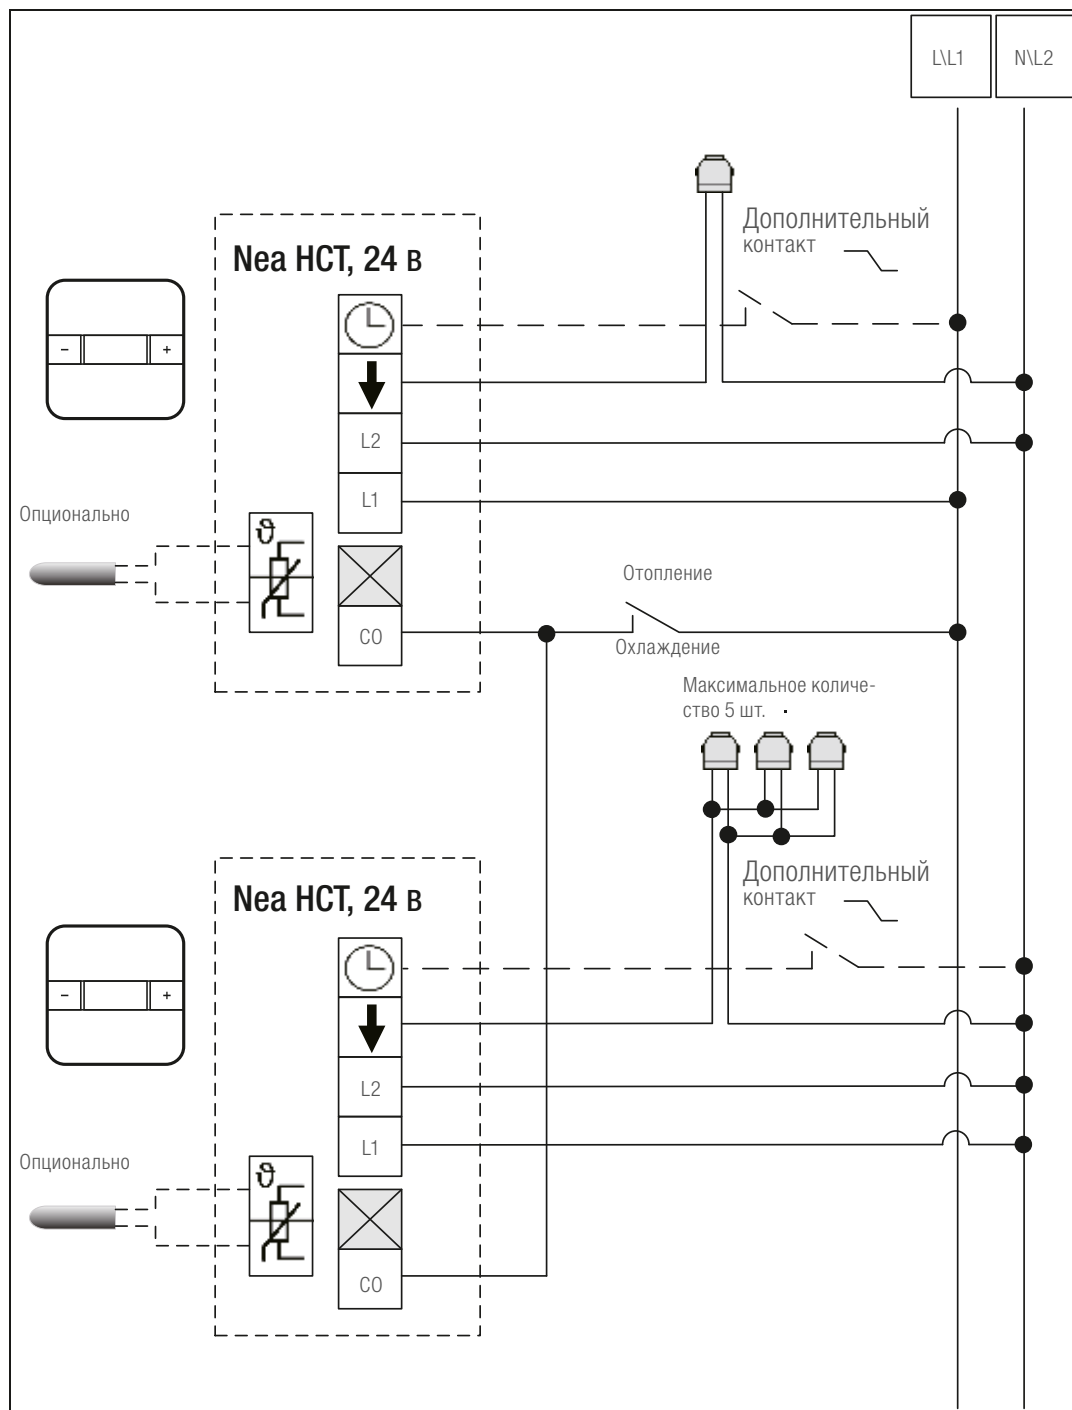 L\L1
N\L2
Дополнительный
контакт
Nea HCT, 24 В
- +
L2
L1
Опционально
ϑ
Отопление
CO
Охлаждение
Максимальное количе-
ство 5 шт.
Дополнительный
контакт
Nea HCT, 24 В
- +
L2
L1
Опционально
ϑ
CO